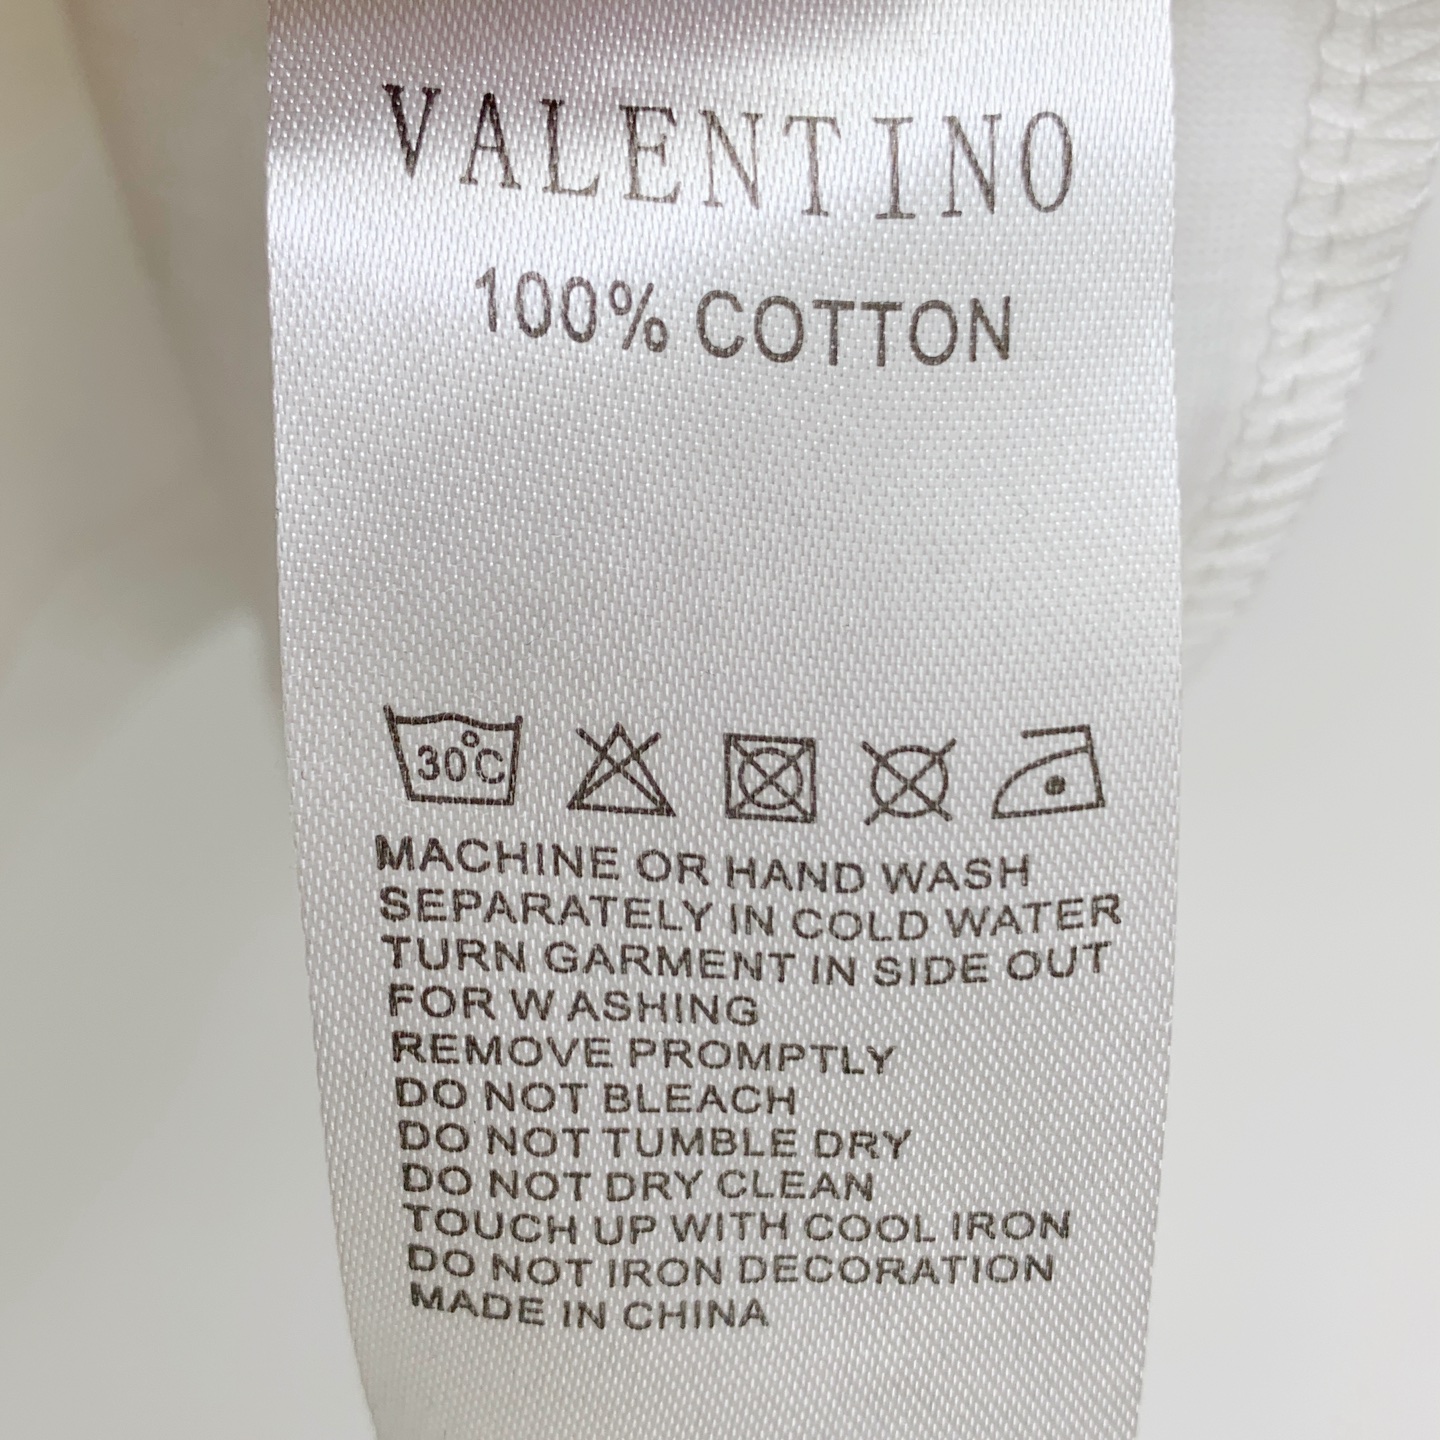 VALENTINO
100% COTTON
30°C
MACHINE OR HAND WASH
SEPARATELY IN COLD WATER
TURN GARMENT IN SIDE OUT
FOR W ASHING
REMOVE PROMPTLY
DO NOT BLEACH
DO NOT TUMBLE DRY
DO NOT DRY CLEAN
TOUCH UP WITH COOL IRON
DO NOT IRON DECORATION
MADE IN CHINA